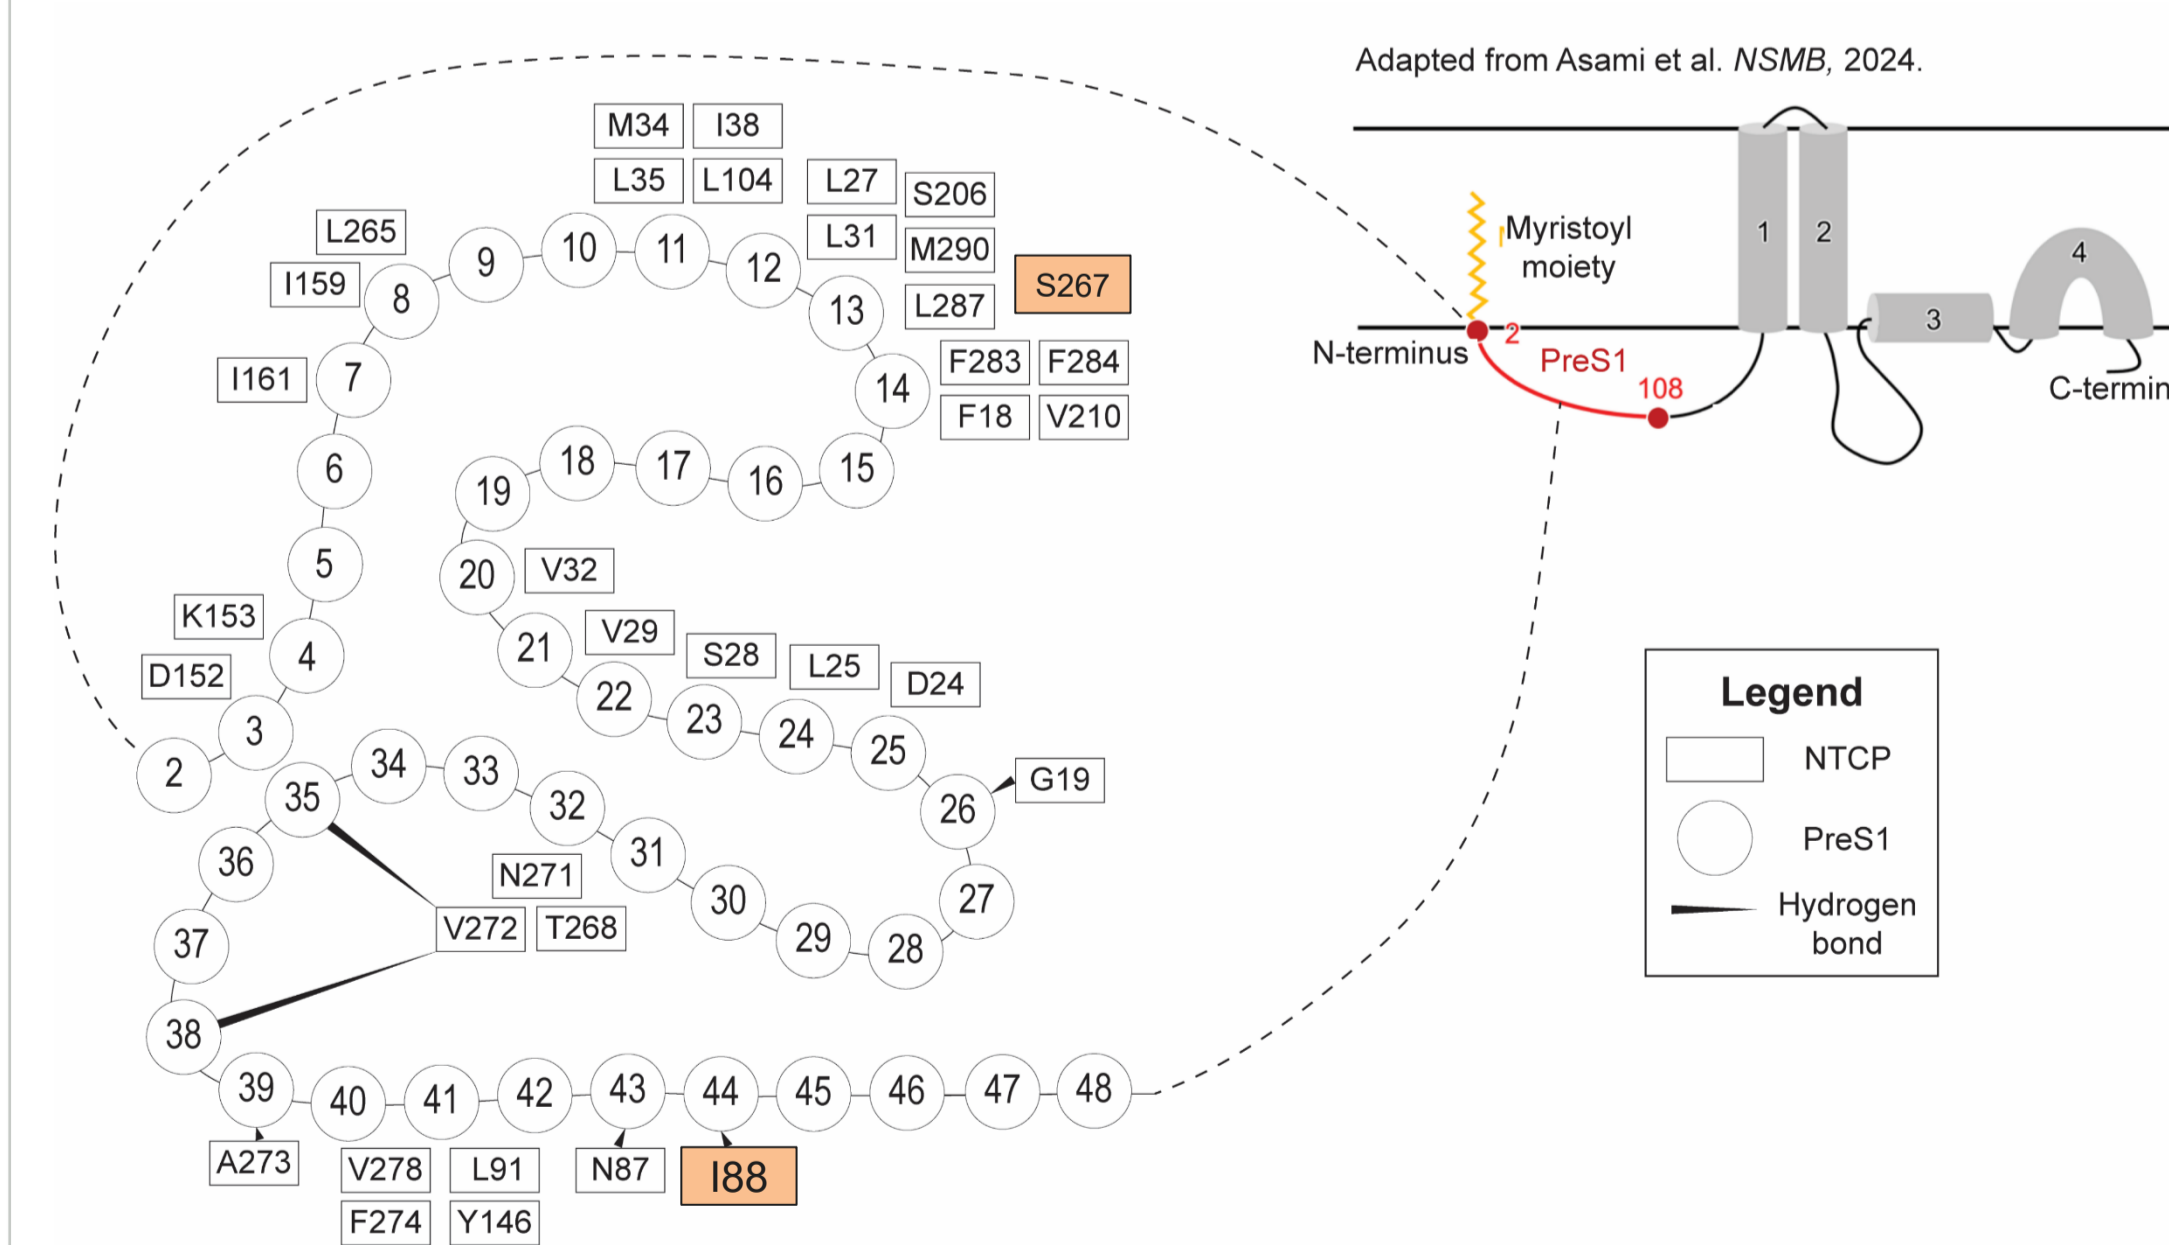 Adapted from Asami et al. NSMB, 2024.
M34 I38
L35 L104
L27
S206
L31
M290
L287
S267
L265
I159
I161
F283 F284
F18 V210
K153
D152
V32
V29
S28
L25
D24
G19
N271
V272 T268
A273
V278 L91
F274 Y146
N87
I88
2
3
4
5
6
7
8
9
10
11
12
13
14
15
16
17
18
19
20
21
22
23
24
25
26
27
28
29
30
31
32
33
34
35
36
37
38
39
40
41
42
43
44
45
46
47
48
Myristoyl
moiety
N-terminus
2
PreS1
108
1
2
3
4
C-termin
Legend
NTCP
PreS1
Hydrogen
bond